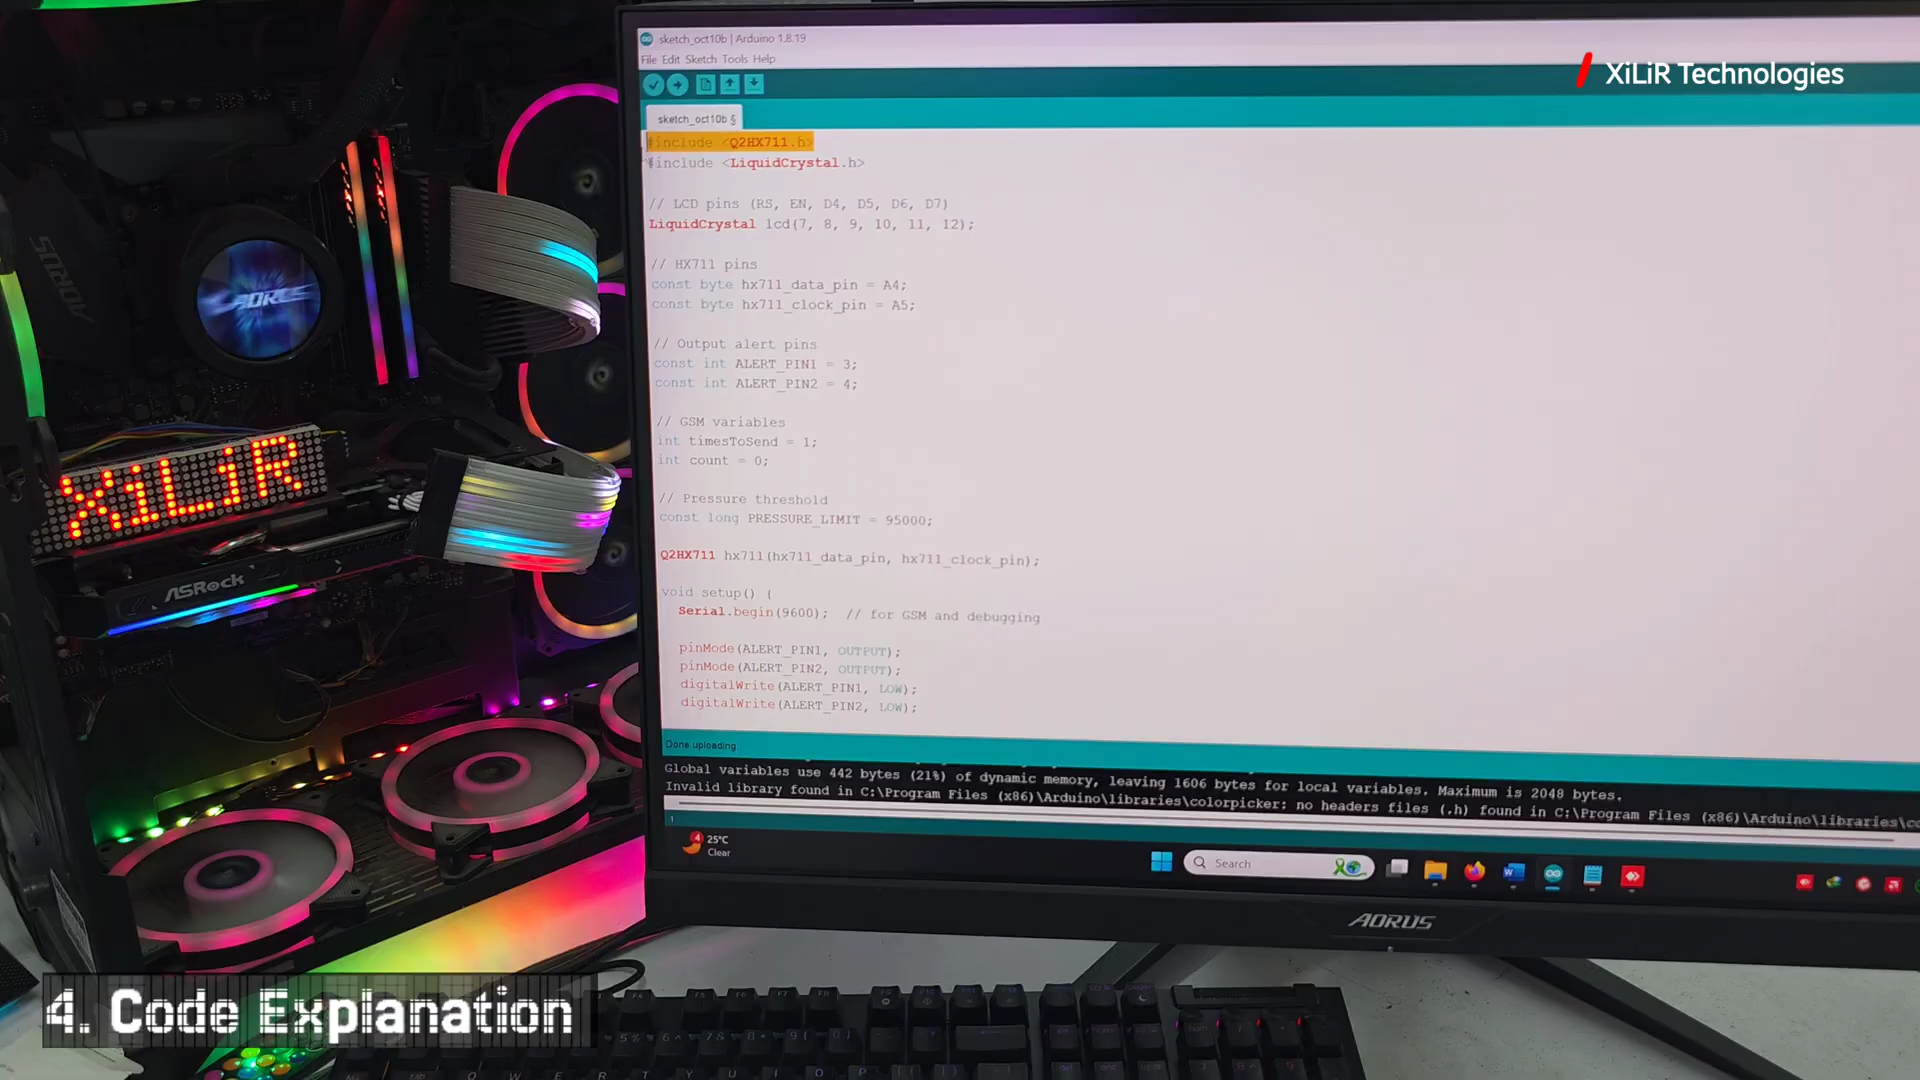 sketch_oct10b | Arduino 1.8.19
File Edit Sketch Tools Help
XiLiR Technologies
sketch_oct10b §
#include <Q2HX711.h>
#include <LiquidCrystal.h>
// LCD pins (RS, EN, D4, D5, D6, D7)
LiquidCrystal lcd(7, 8, 9, 10, 11, 12);
// HX711 pins
const byte hx711_data_pin = A4;
const byte hx711_clock_pin = A5;
// Output alert pins
const int ALERT_PIN1 = 3;
const int ALERT_PIN2 = 4;
// GSM variables
int timesToSend = 1;
int count = 0;
// Pressure threshold
const long PRESSURE_LIMIT = 95000;
Q2HX711 hx711(hx711_data_pin, hx711_clock_pin);
void setup() {
Serial.begin(9600); // for GSM and debugging
pinMode(ALERT_PIN1, OUTPUT);
pinMode(ALERT_PIN2, OUTPUT);
digitalWrite(ALERT_PIN1, LOW);
digitalWrite(ALERT_PIN2, LOW);
Done uploading.
Global variables use 442 bytes (21%) of dynamic memory, leaving 1606 bytes for local variables. Maximum is 2048 bytes.
Invalid library found in C:\Program Files (x86)\Arduino\libraries\colorpicker: no headers files (.h) found in C:\Program Files (x86)\Arduino\libraries\co
1
4
25°C
Clear
Search
AORUS
AORUS
AORUS
XiLiR
ASRock
4. Code Explanation